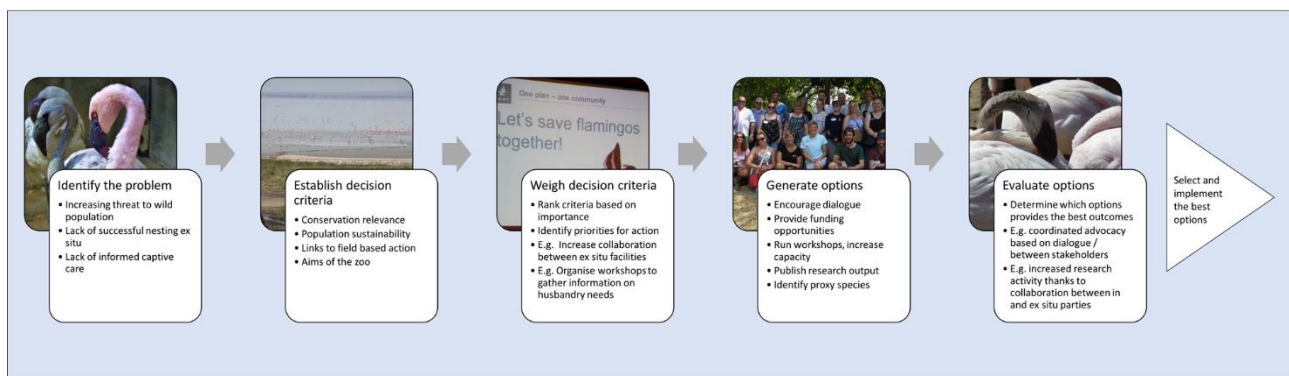 One plan – one community
Let's save flamingos
together!
Identify the problem
• Increasing threat to wild
population
• Lack of successful nesting ex
situ
• Lack of informed captive
care
Establish decision
criteria
• Conservation relevance
• Population sustainability
• Links to field based action
• Aims of the zoo
Weigh decision criteria
• Rank criteria based on
importance
• Identify priorities for action
• E.g. Increase collaboration
between ex situ facilities
• E.g. Organise workshops to
gather information on
husbandry needs
Generate options
• Encourage dialogue
• Provide funding
opportunities
• Run workshops, increase
capacity
• Publish research output
• Identify proxy species
Evaluate options
• Determine which options
provides the best outcomes
• E.g. coordinated advocacy
based on dialogue /
between stakeholders
• E.g. increased research
activity thanks to
collaboration between in
and ex situ parties
Select and
implement
the best
options